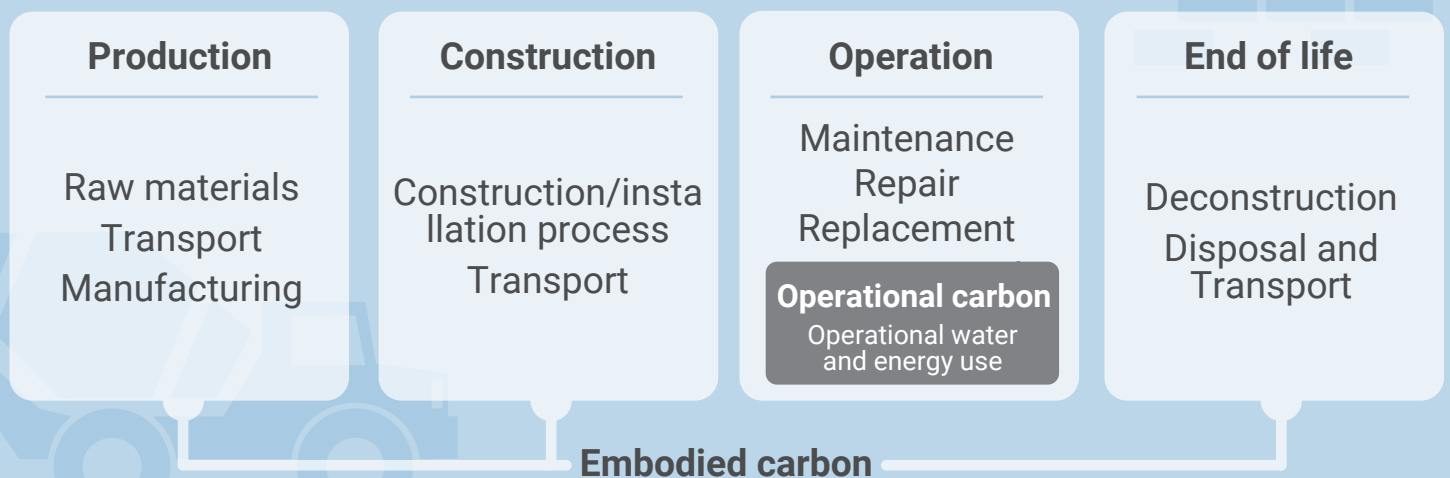 Production
Raw materials
Transport
Manufacturing
Construction
Construction/insta
llation process
Transport
Operation
Maintenance
Repair
Replacement
Operational carbon
Operational water
and energy use
End of life
Deconstruction
Disposal and
Transport
Embodied carbon